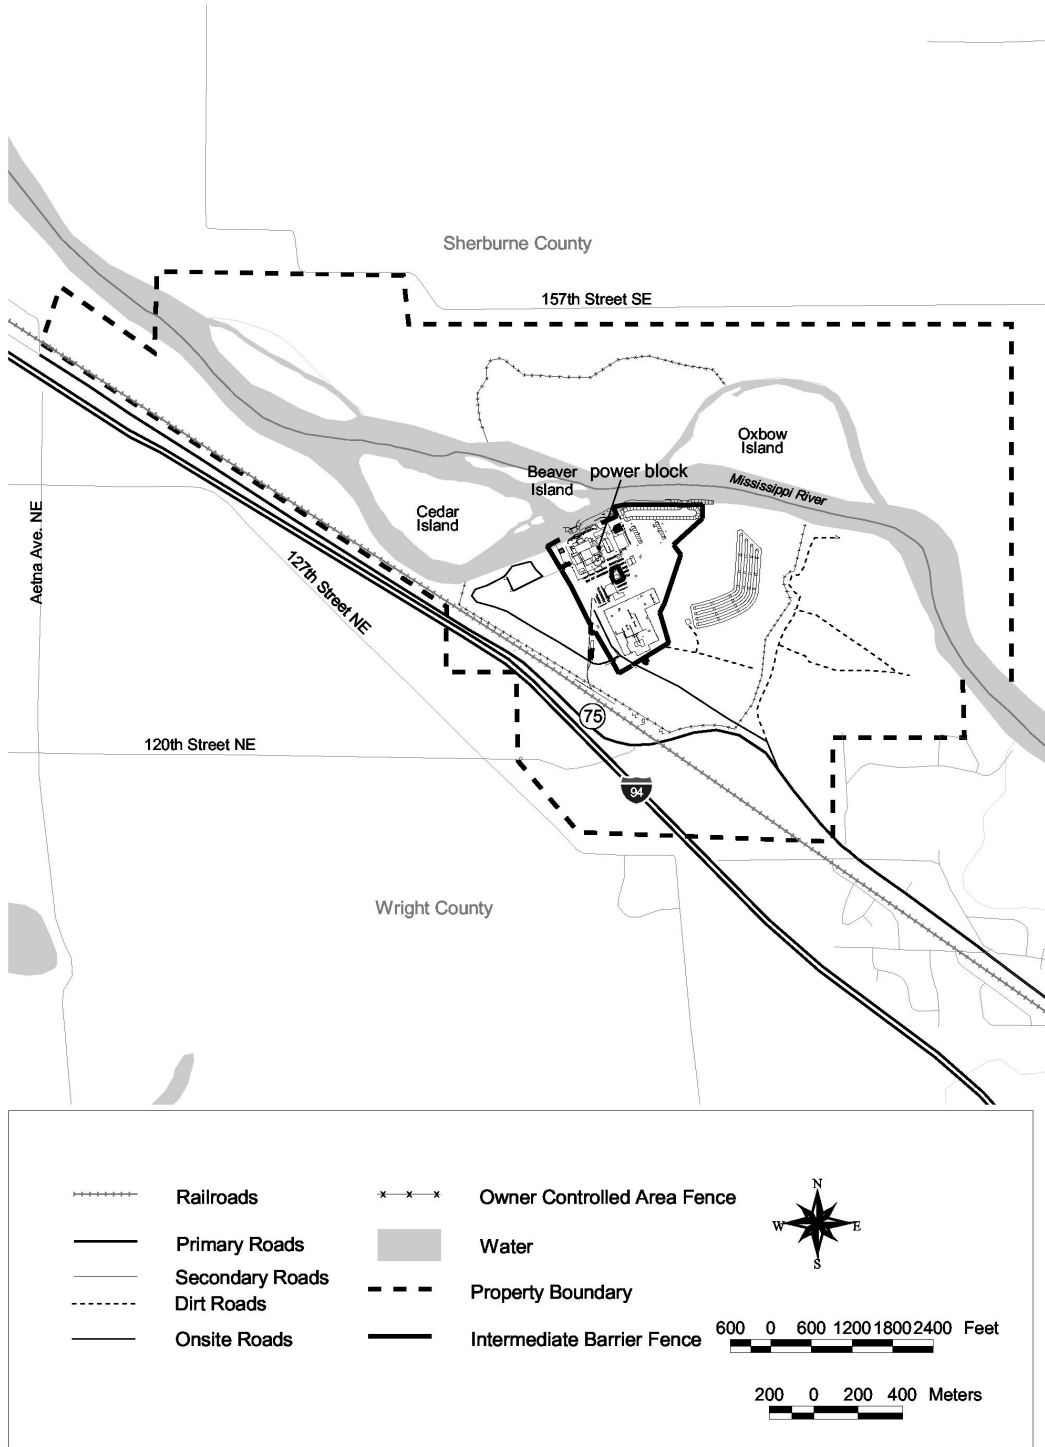 Sherburne County
157th Street SE
Oxbow
Island
Beaver
Island
power block
Mississippi River
Cedar
Island
Aetna Ave. NE
127th Street NE
75
120th Street NE
94
Wright County
Railroads
Primary Roads
Secondary Roads
Dirt Roads
Onsite Roads
Owner Controlled Area Fence
Water
Property Boundary
Intermediate Barrier Fence
N
W E
S
600 0 600 1200 1800 2400 Feet
200 0 200 400 Meters